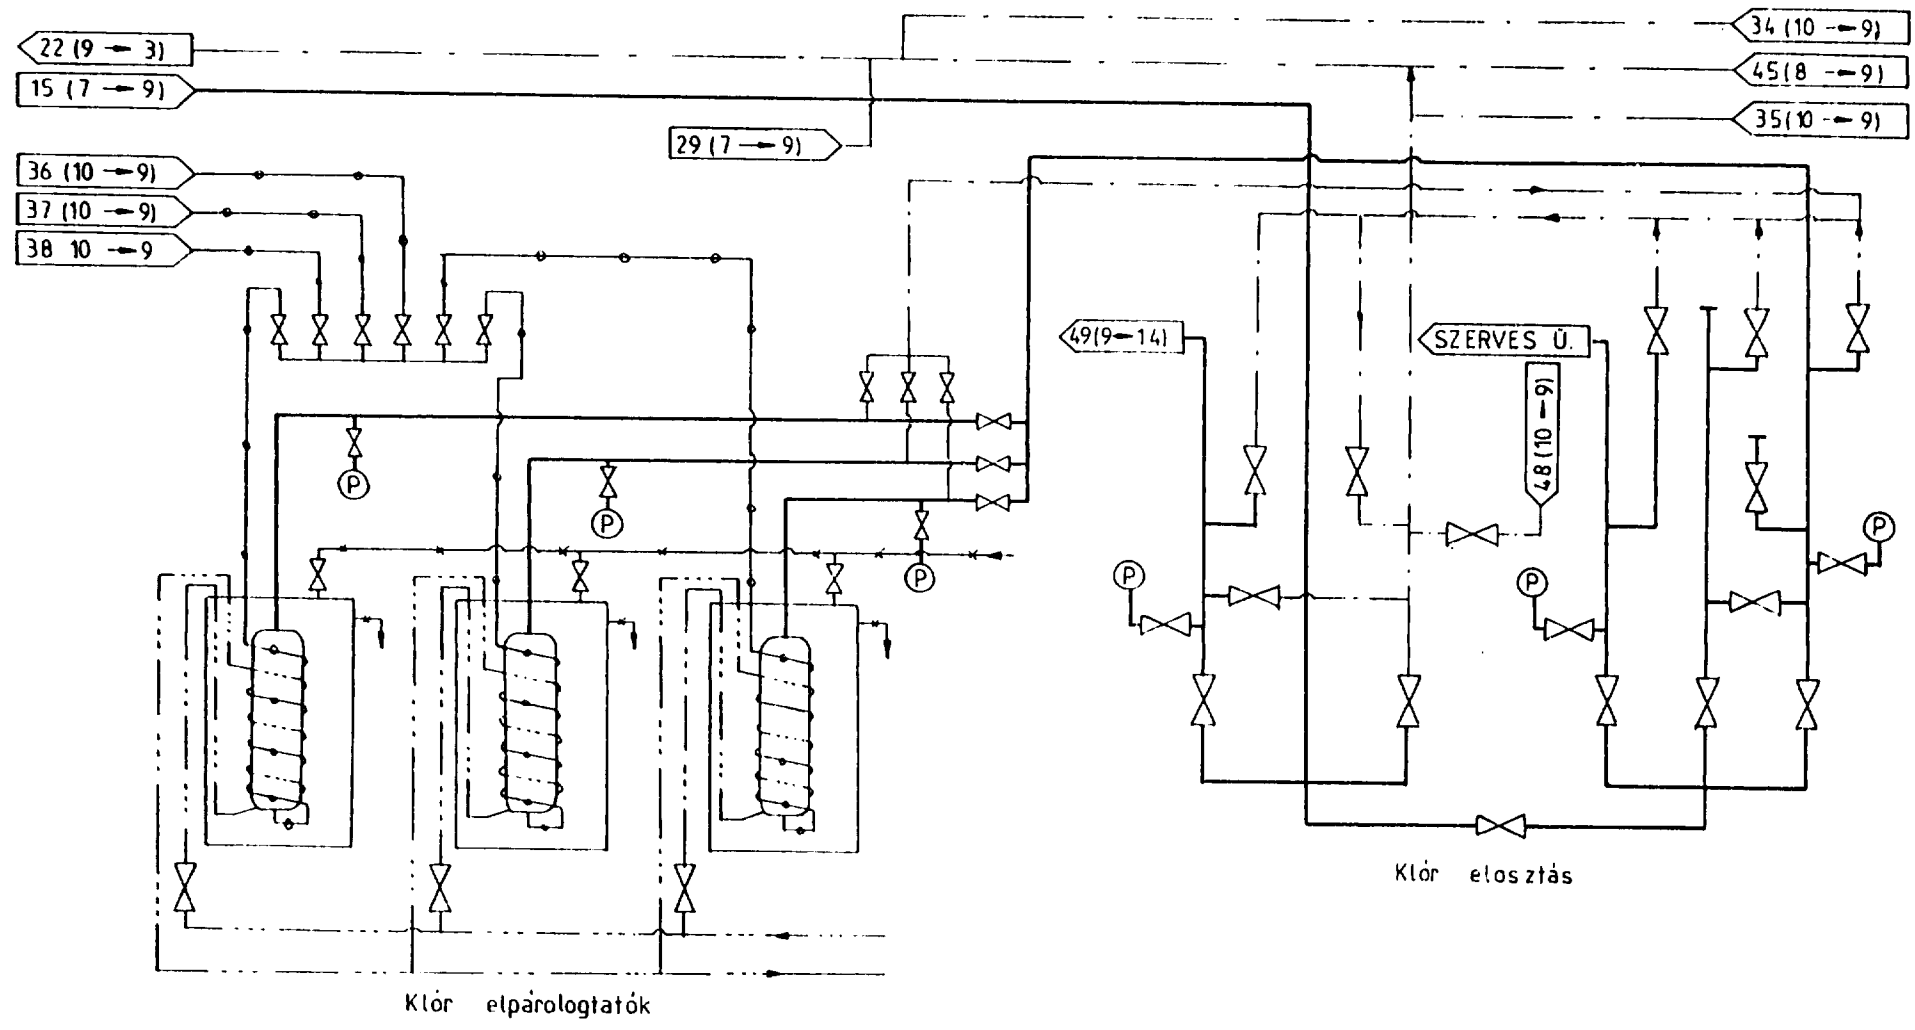 22 (9 → 3)
34 (10 → 9)
45 (8 → 9)
15 (7 → 9)
35 (10 → 9)
29 (7 → 9)
36 (10 → 9)
37 (10 → 9)
38 10 → 9
49 (9 → 14)
SZERVES Ü.
48 (10 → 9)
P
P
P
P
P
P
P
Klór elosztás
Klór elpárologtatók